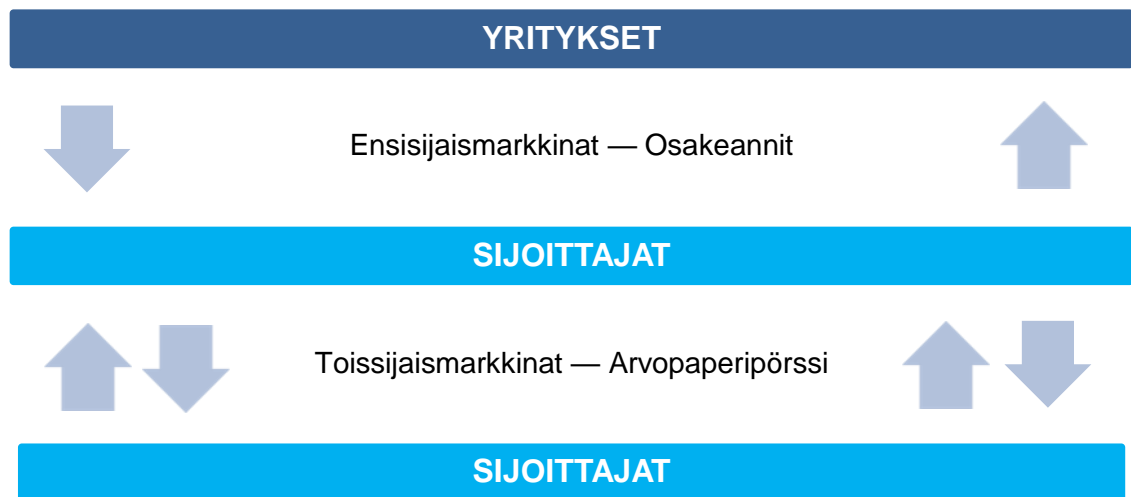 YRITYKSET
Ensisijaismarkkinat — Osakeannit
SIJOITTAJAT
Toissijaismarkkinat — Arvopaperipörssi
SIJOITTAJAT